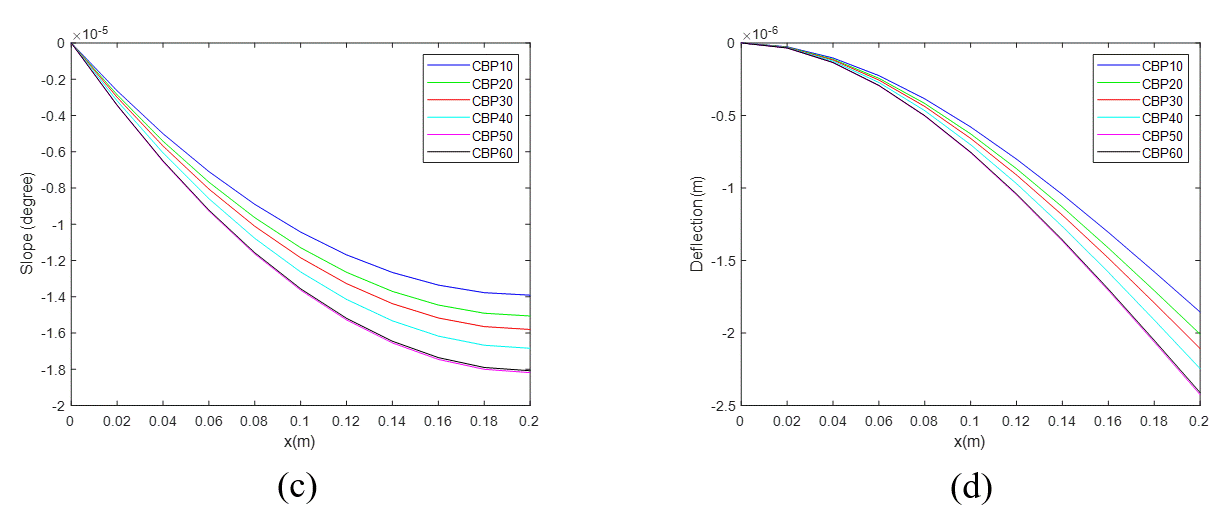 ×10-5
0
-0.2
-0.4
-0.6
-0.8
-1
-1.2
-1.4
-1.6
-1.8
-2
Slope (degree)
0 0.02 0.04 0.06 0.08 0.1 0.12 0.14 0.16 0.18 0.2
x(m)
CBP10
CBP20
CBP30
CBP40
CBP50
CBP60
(c)
×10-6
0
-0.5
-1
-1.5
-2
-2.5
Deflection (m)
0 0.02 0.04 0.06 0.08 0.1 0.12 0.14 0.16 0.18 0.2
x(m)
CBP10
CBP20
CBP30
CBP40
CBP50
CBP60
(d)